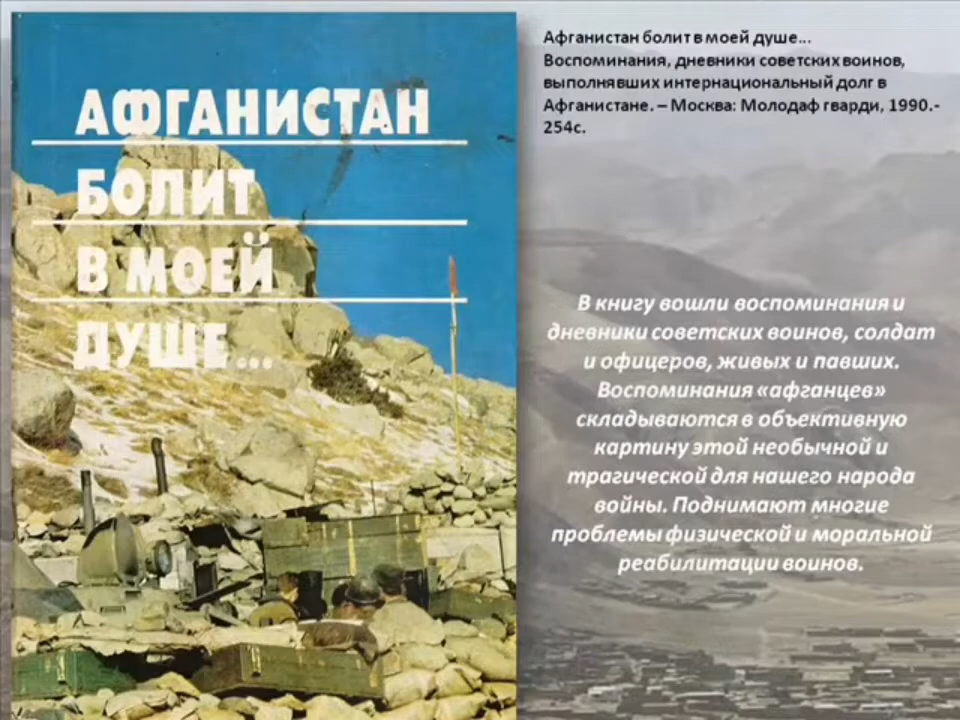 АФГАНИСТАН
БОЛИТ
В МОЕЙ
ДУШЕ...
Афганистан болит в моей душе...
Воспоминания, дневники советских воинов,
выполнявших интернациональный долг в
Афганистане. – Москва: Молодаф гварди, 1990.-
254с.
В книгу вошли воспоминания и
дневники советских воинов, солдат
и офицеров, живых и павших.
Воспоминания «афганцев»
складываются в объективную
картину этой необычной и
трагической для нашего народа
войны. Поднимают многие
проблемы физической и моральной
реабилитации воинов.